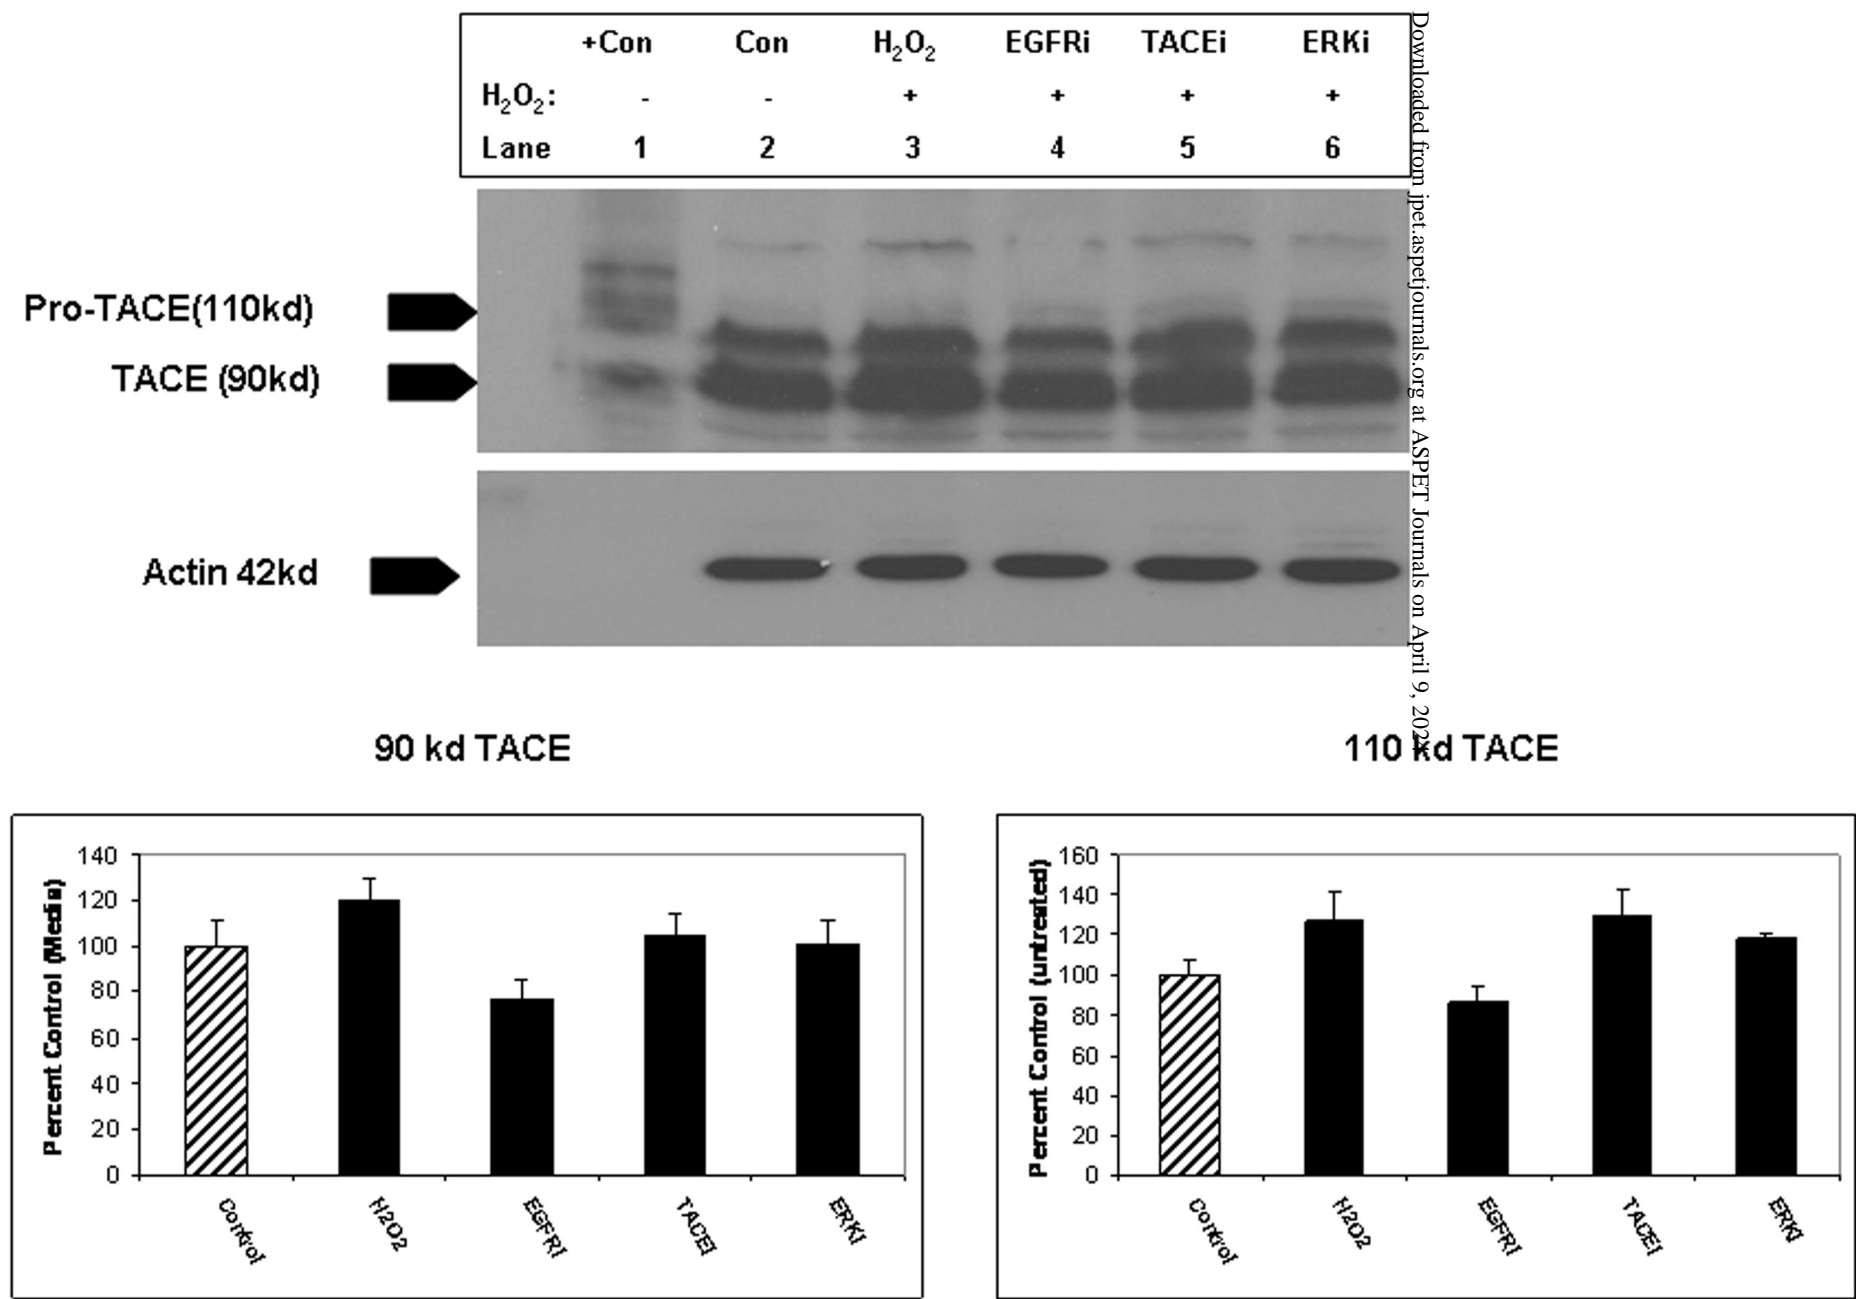 +Con Con H2O2 EGFRi TACEi ERKi
H2O2: - - + + + +
Lane 1 2 3 4 5 6
Pro-TACE(110kd)
TACE (90kd)
Actin 42kd
Downloaded from jpet.aspetjournals.org at ASPET Journals on April 9, 2024
90 kd TACE
Percent Control (Media)
140
120
100
80
60
40
20
0
Control H2O2 EGFRI TACEI ERKI
110 kd TACE
Percent Control (untreated)
160
140
120
100
80
60
40
20
0
Control H2O2 EGFRI TACEI ERKI